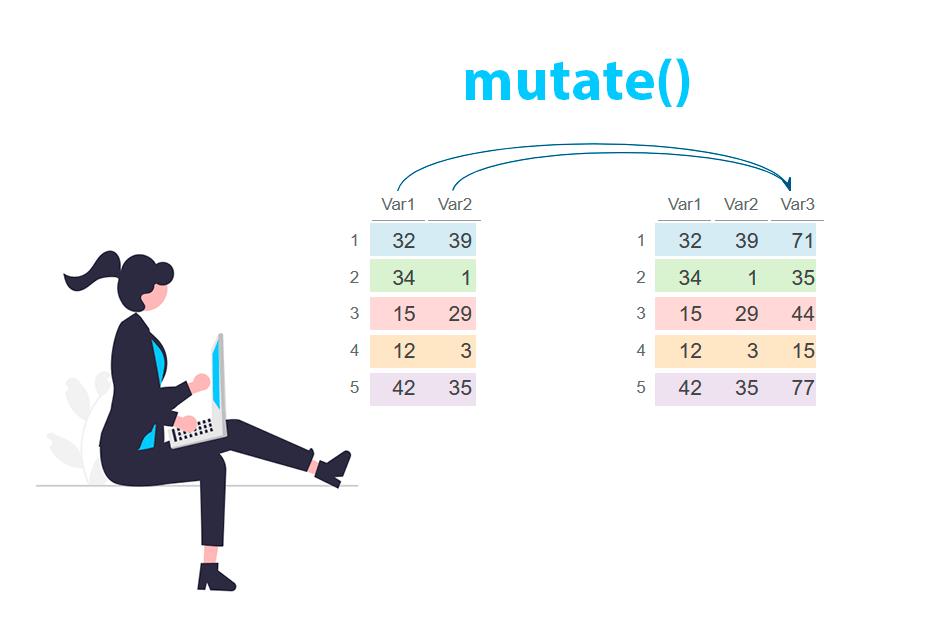 mutate()
Var1 Var2
1 32 39
2 34 1
3 15 29
4 12 3
5 42 35
Var1 Var2 Var3
1 32 39 71
2 34 1 35
3 15 29 44
4 12 3 15
5 42 35 77